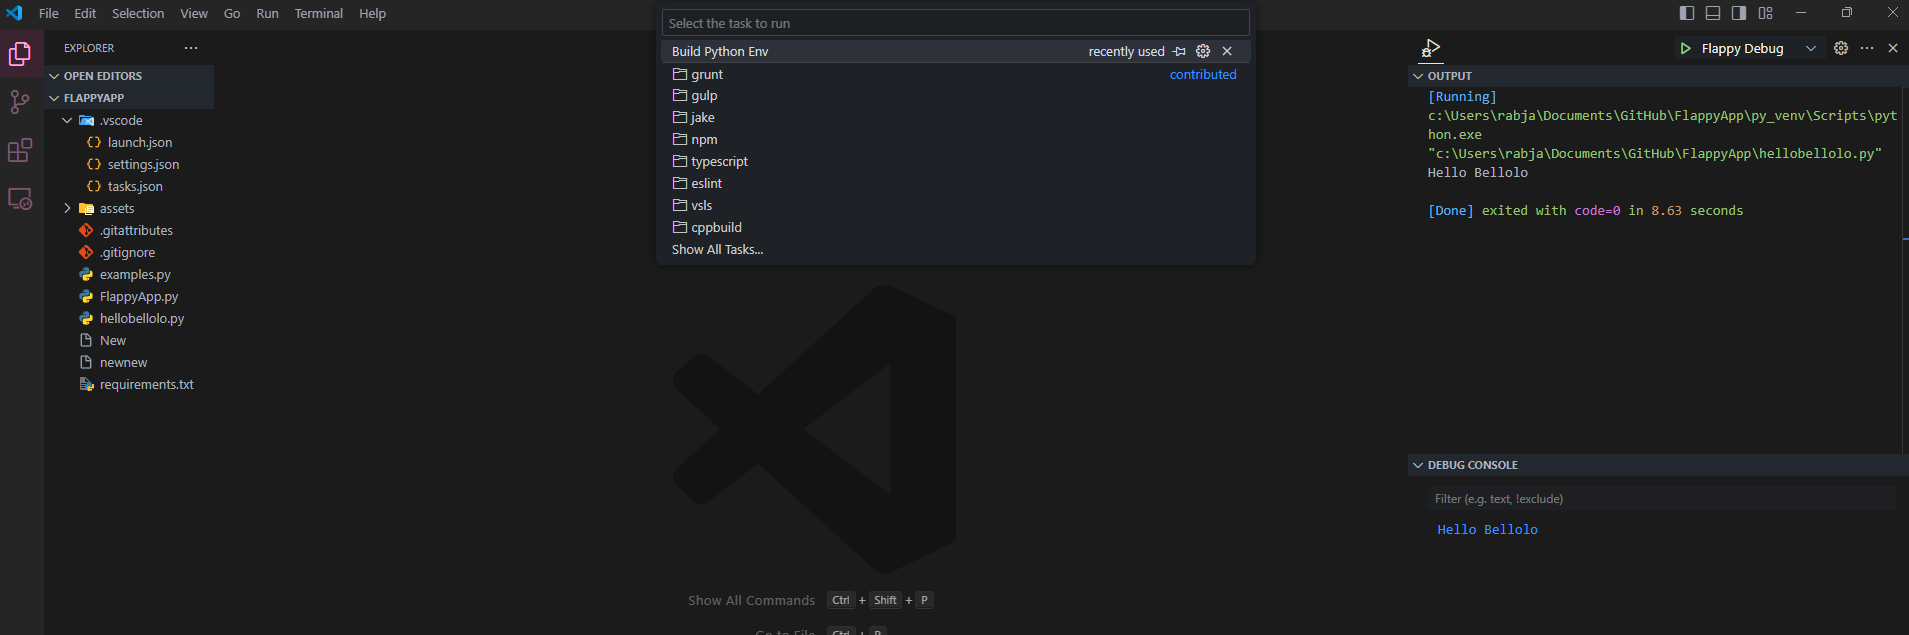 File Edit Selection View Go Run Terminal Help
EXPLORER ...
OPEN EDITORS
FLAPPYAPP
.vscode
launch.json
settings.json
tasks.json
assets
.gitattributes
.gitignore
examples.py
FlappyApp.py
hellobellolo.py
New
newnew
requirements.txt
Select the task to run
Build Python Env recently used
grunt contributed
gulp
jake
npm
typescript
eslint
vsls
cppbuild
Show All Tasks...
Show All Commands Ctrl + Shift + P
Go to File Ctrl + P
Flappy Debug ...
OUTPUT
[Running]
c:\Users\rabja\Documents\GitHub\FlappyApp\py_venv\Scripts\pyt
hon.exe
"c:\Users\rabja\Documents\GitHub\FlappyApp\hellobellolo.py"
Hello Bellolo
[Done] exited with code=0 in 8.63 seconds
DEBUG CONSOLE
Filter (e.g. text, !exclude)
Hello Bellolo